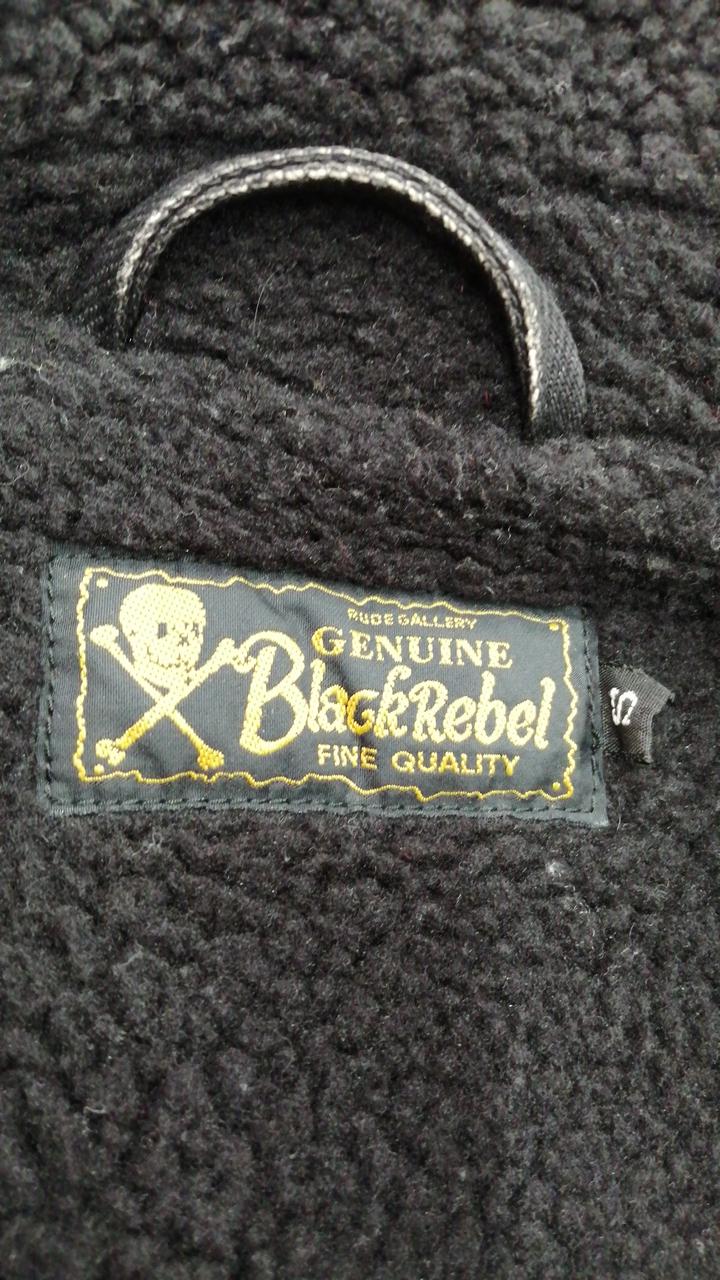 RUDE GALLERY
GENUINE
BlackRebel
FINE QUALITY
S